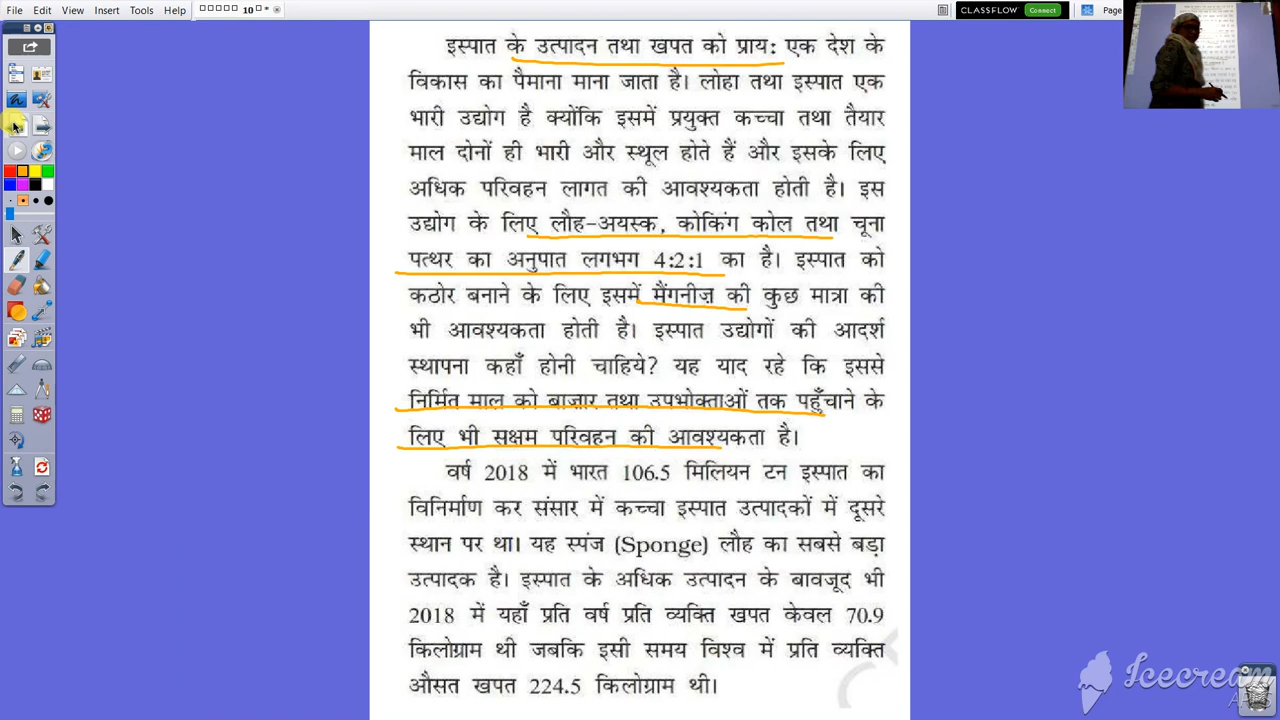 File Edit View Insert Tools Help
10 *
CLASSFLOW Connect Page
इस्पात के उत्पादन तथा खपत को प्राय: एक देश के
विकास का पैमाना माना जाता है। लोहा तथा इस्पात एक
भारी उद्योग है क्योंकि इसमें प्रयुक्त कच्चा तथा तैयार
माल दोनों ही भारी और स्थूल होते हैं और इसके लिए
अधिक परिवहन लागत की आवश्यकता होती है। इस
उद्योग के लिए लौह-अयस्क, कोकिंग कोल तथा चूना
पत्थर का अनुपात लगभग 4:2:1 का है। इस्पात को
कठोर बनाने के लिए इसमें मैंगनीज़ की कुछ मात्रा की
भी आवश्यकता होती है। इस्पात उद्योगों की आदर्श
स्थापना कहाँ होनी चाहिये? यह याद रहे कि इससे
निर्मित माल को बाज़ार तथा उपभोक्ताओं तक पहुँचाने के
लिए भी सक्षम परिवहन की आवश्यकता है।
वर्ष 2018 में भारत 106.5 मिलियन टन इस्पात का
विनिर्माण कर संसार में कच्चा इस्पात उत्पादकों में दूसरे
स्थान पर था। यह स्पंज (Sponge) लौह का सबसे बड़ा
उत्पादक है। इस्पात के अधिक उत्पादन के बावजूद भी
2018 में यहाँ प्रति वर्ष प्रति व्यक्ति खपत केवल 70.9
किलोग्राम थी जबकि इसी समय विश्व में प्रति व्यक्ति
औसत खपत 224.5 किलोग्राम थी।
Icecream
APPS